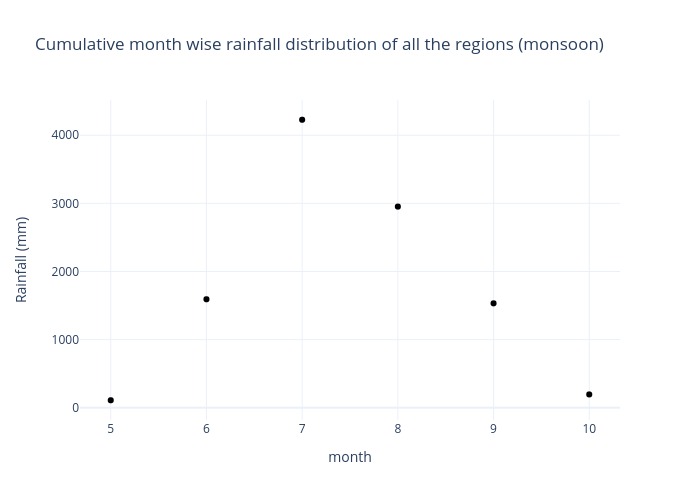 Cumulative month wise rainfall distribution of all the regions (monsoon)
4000
3000
2000
1000
0
Rainfall (mm)
5 6 7 8 9 10
month